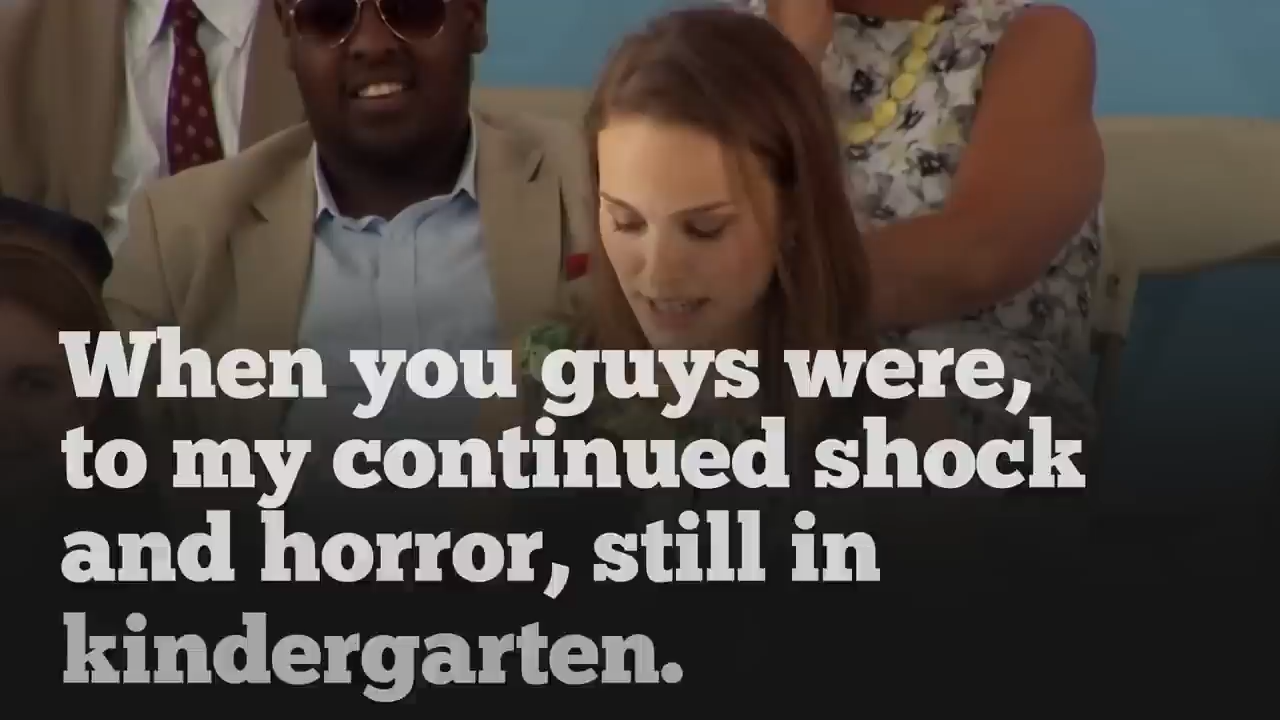 When you guys were,
to my continued shock
and horror, still in
kindergarten.